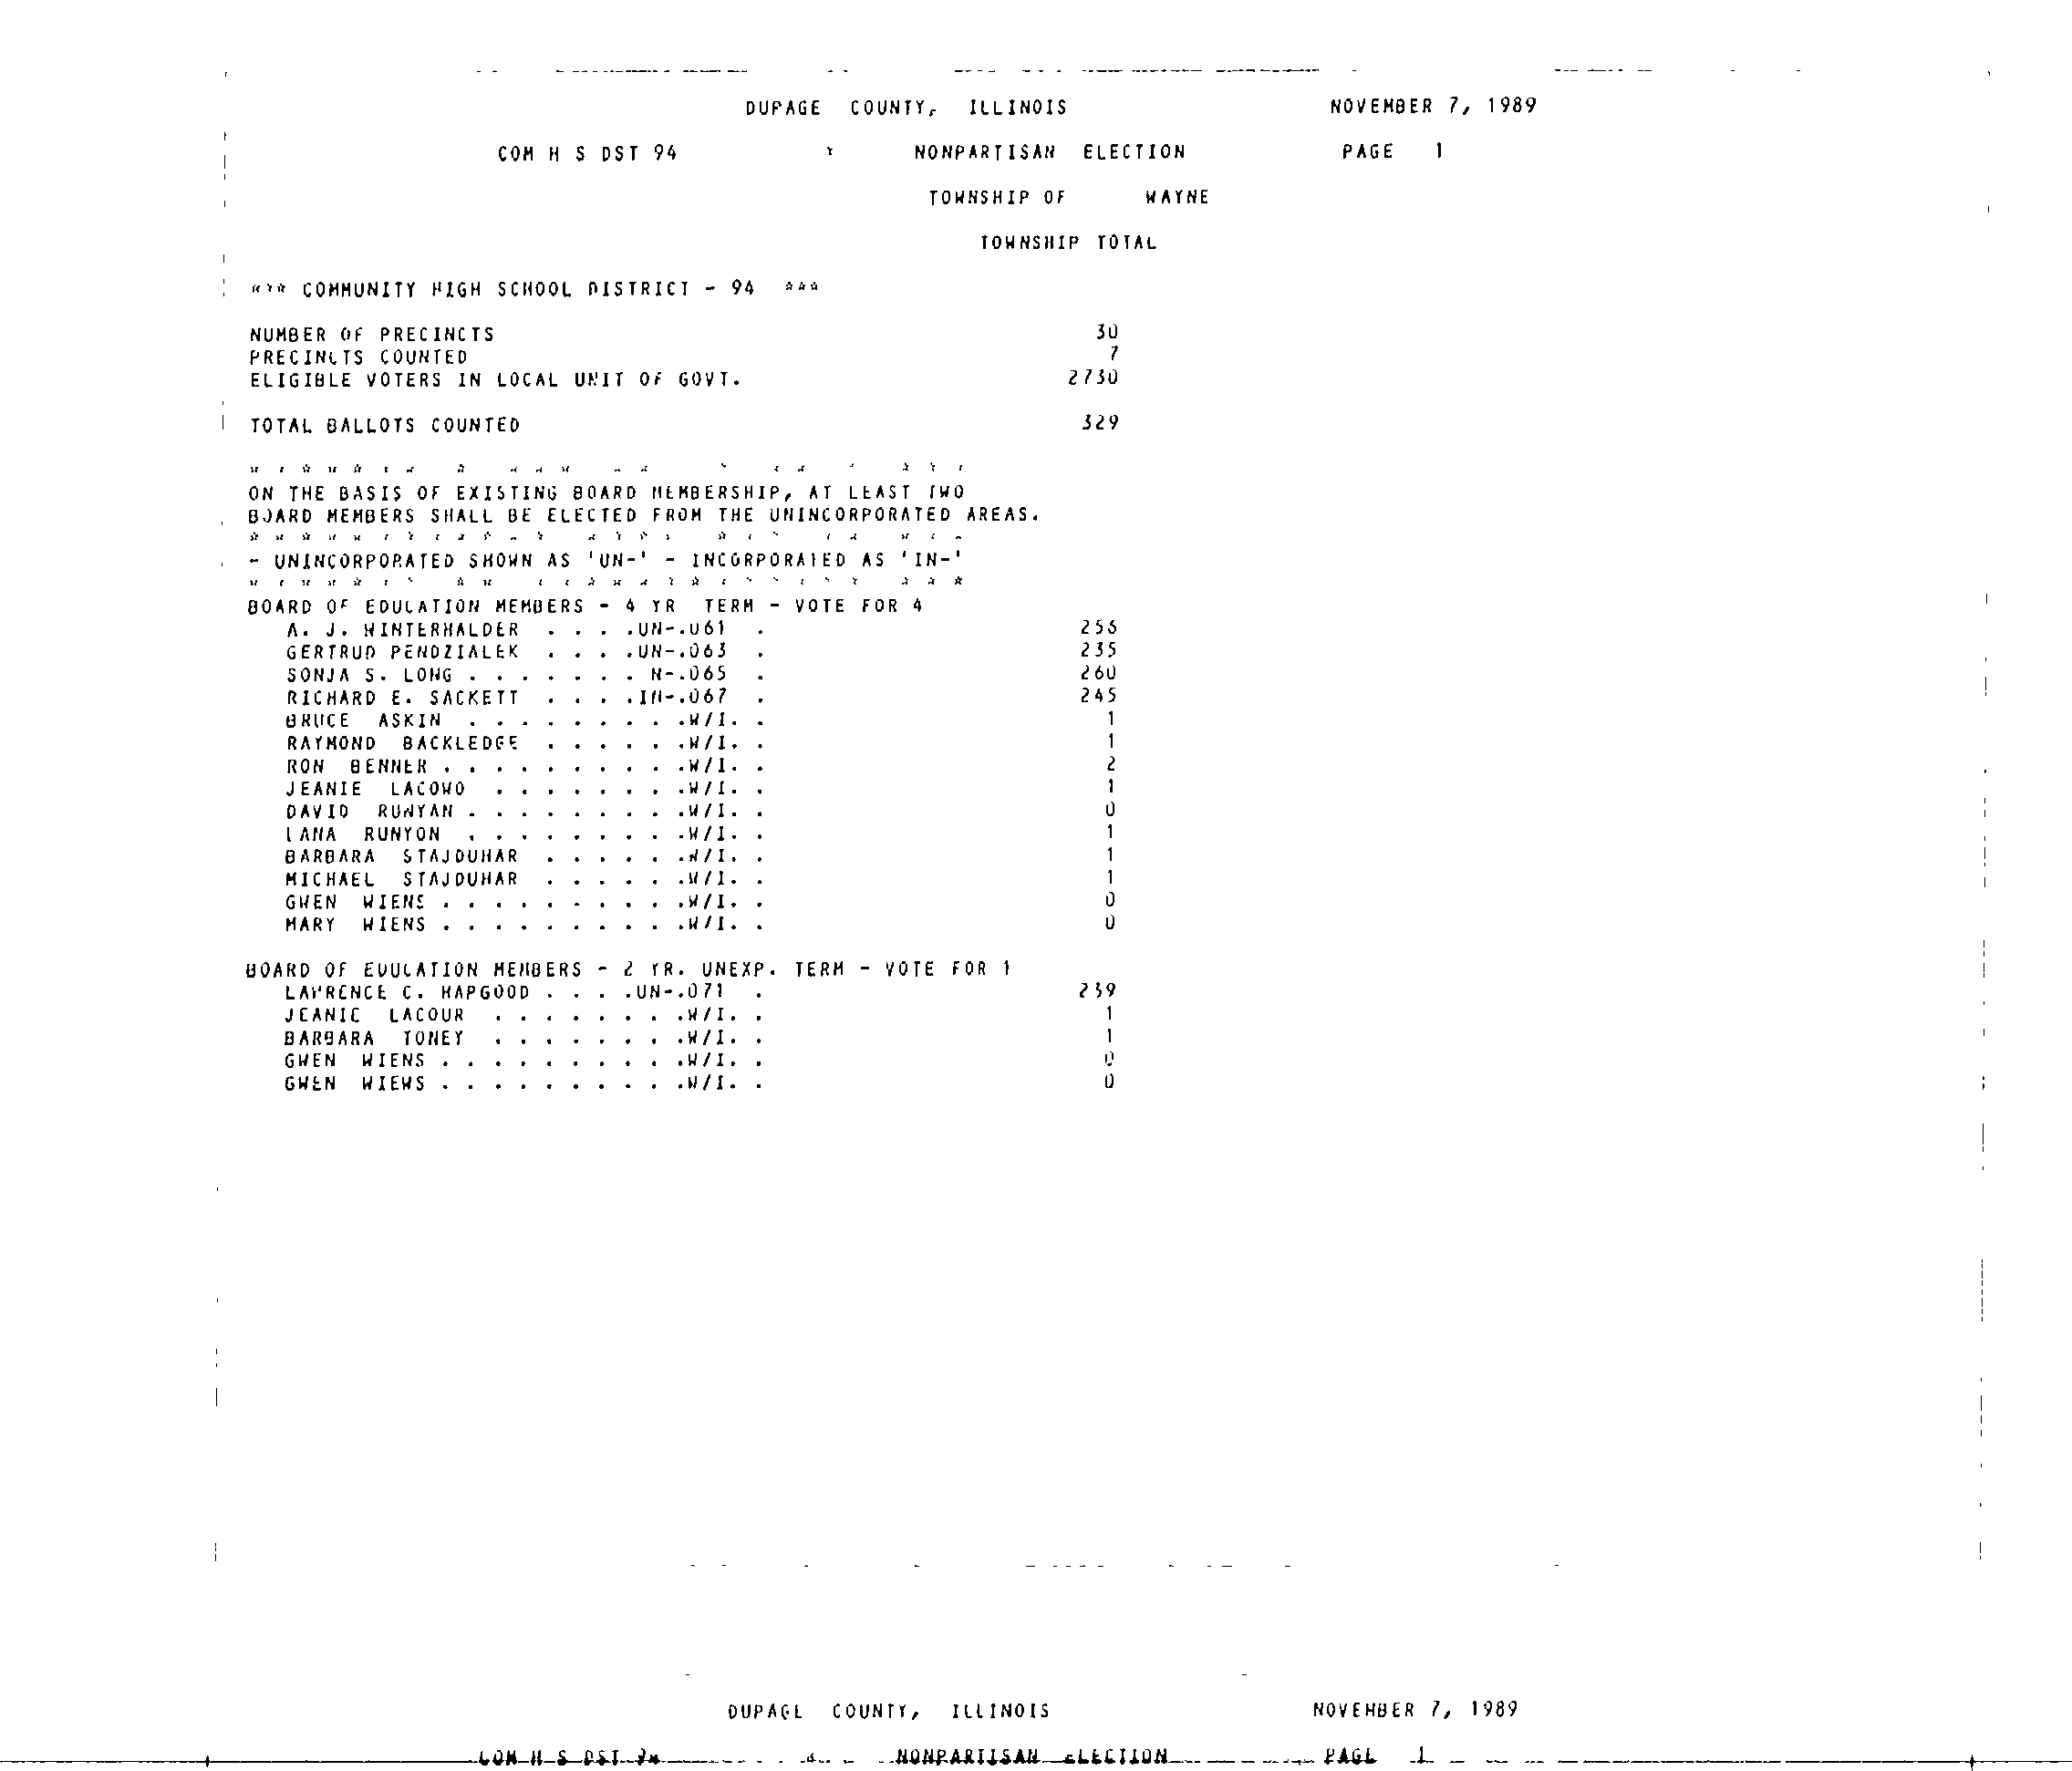 DUPAGE COUNTY, ILLINOIS NOVEMBER 7, 1989
COM H S DST 94 NONPARTISAN ELECTION PAGE 1
TOWNSHIP OF WAYNE
TOWNSHIP TOTAL
*** COMMUNITY HIGH SCHOOL DISTRICT - 94 ***
NUMBER OF PRECINCTS 30
PRECINCTS COUNTED 7
ELIGIBLE VOTERS IN LOCAL UNIT OF GOVT. 2730
TOTAL BALLOTS COUNTED 329
ON THE BASIS OF EXISTING BOARD MEMBERSHIP, AT LEAST TWO
BOARD MEMBERS SHALL BE ELECTED FROM THE UNINCORPORATED AREAS.
- UNINCORPORATED SHOWN AS 'UN-' - INCORPORATED AS 'IN-'
BOARD OF EDUCATION MEMBERS - 4 YR TERM - VOTE FOR 4
A. J. WINTERHALDER . . . .UN-.061 .
GERTRUD PENDZIALEK . . . .UN-.063 . 235
SONJA S. LONG . . . . . . . N-.065 . 260
RICHARD E. SACKETT . . . .IN-.067 . 245
BRUCE ASKIN . . . . . . . . .W/I. . 1
RAYMOND BACKLEDGE . . . . . .W/I. . 1
RON BENNER . . . . . . . . . .W/I. . 2
JEANIE LACOWO . . . . . . . .W/I. . 1
DAVID RUNYAN . . . . . . . . .W/I. . 0
LANA RUNYON . . . . . . . . .W/I. . 1
BARBARA STAJDUHAR . . . . . .W/I. . 1
MICHAEL STAJDUHAR . . . . . .W/I. . 1
GWEN WIENS . . . . . . . . . .W/I. . 0
MARY WIENS . . . . . . . . . .W/I. . 0
BOARD OF EDUCATION MEMBERS - 2 YR. UNEXP. TERM - VOTE FOR 1
LAWRENCE C. HAPGOOD . . . .UN-.071 . 239
JEANIE LACOUR . . . . . . . .W/I. . 1
BARBARA TONEY . . . . . . . .W/I. . 1
GWEN WIENS . . . . . . . . . .W/I. . 0
GWEN WIEWS . . . . . . . . . .W/I. . 0
DUPAGE COUNTY, ILLINOIS NOVEMBER 7, 1989
COM H S DST NONPARTISAN ELECTION PAGE 1